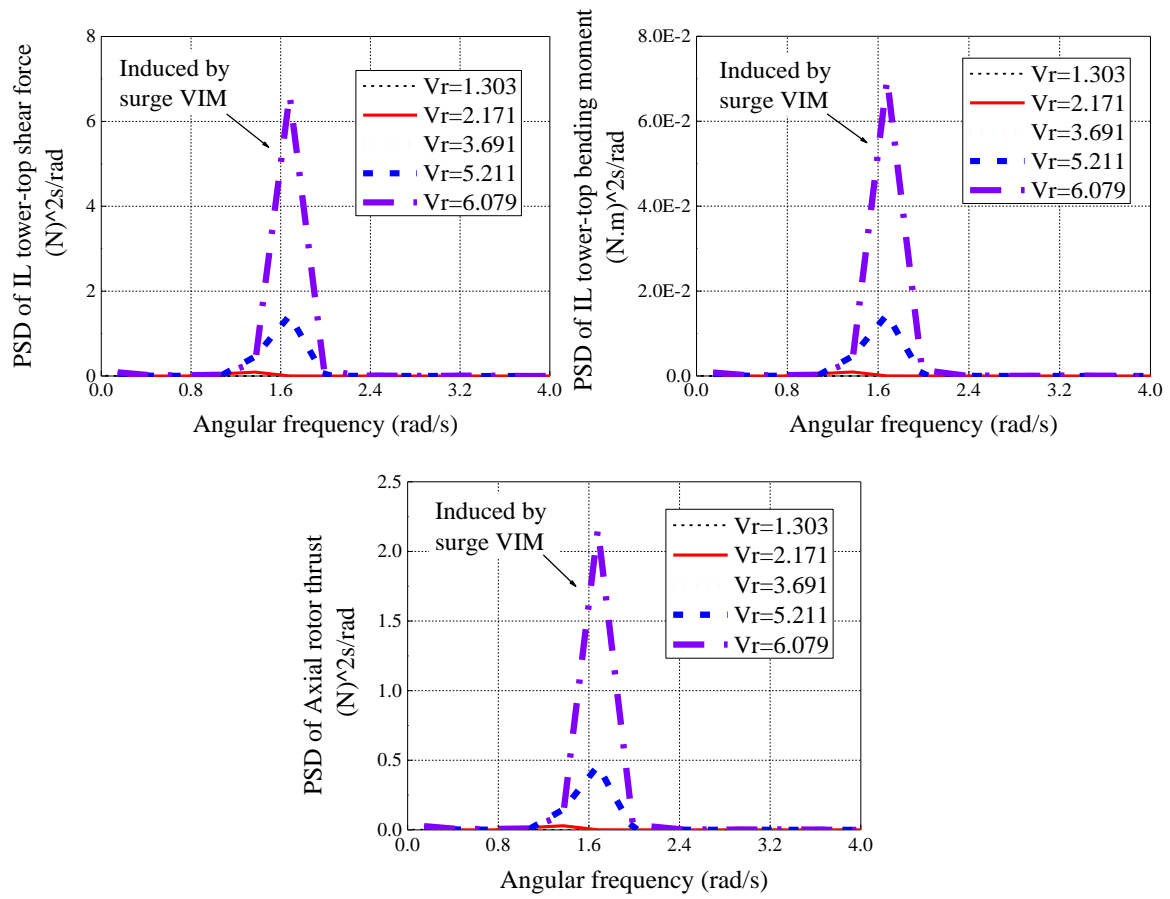 PSD of IL tower-top shear force
(N)^2s/rad
8
6
4
2
0
0.0 0.8 1.6 2.4 3.2 4.0
Angular frequency (rad/s)
Induced by
surge VIM
Vr=1.303
Vr=2.171
Vr=3.691
Vr=5.211
Vr=6.079
PSD of IL tower-top bending moment
(N.m)^2s/rad
8.0E-2
6.0E-2
4.0E-2
2.0E-2
0.0
0.0 0.8 1.6 2.4 3.2 4.0
Angular frequency (rad/s)
Induced by
surge VIM
Vr=1.303
Vr=2.171
Vr=3.691
Vr=5.211
Vr=6.079
PSD of Axial rotor thrust
(N)^2s/rad
2.5
2.0
1.5
1.0
0.5
0.0
0.0 0.8 1.6 2.4 3.2 4.0
Angular frequency (rad/s)
Induced by
surge VIM
Vr=1.303
Vr=2.171
Vr=3.691
Vr=5.211
Vr=6.079